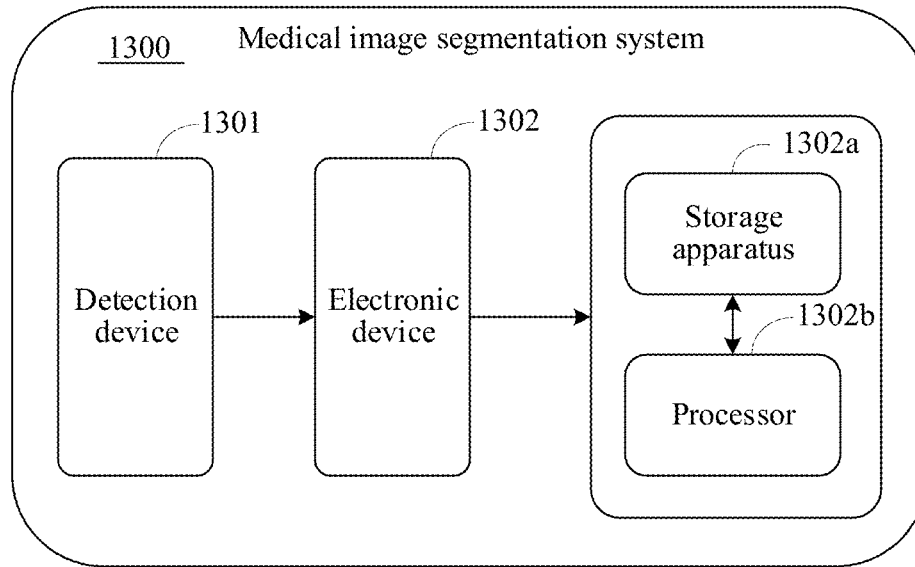 Medical image segmentation system
1300
1301
1302
1302a
Storage
apparatus
Detection
device
Electronic
device
1302b
Processor